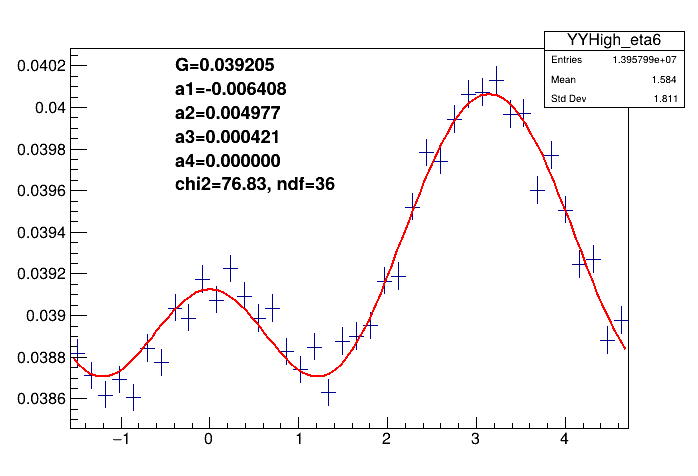 YYHigh_eta6
Entries 1.395799e+07
Mean 1.584
Std Dev 1.811
G=0.039205
a1=-0.006408
a2=0.004977
a3=0.000421
a4=0.000000
chi2=76.83, ndf=36
0.0402
0.04
0.0398
0.0396
0.0394
0.0392
0.039
0.0388
0.0386
−1 0 1 2 3 4